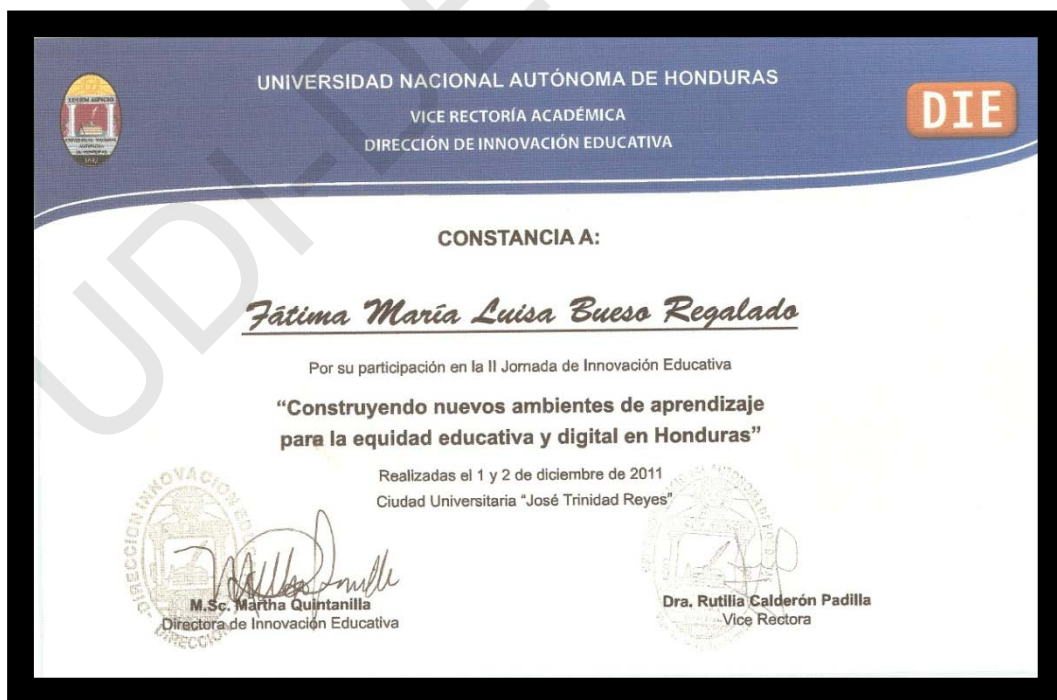 UNIVERSIDAD NACIONAL AUTÓNOMA DE HONDURAS
VICE RECTORÍA ACADÉMICA
DIRECCIÓN DE INNOVACIÓN EDUCATIVA
DIE
CONSTANCIA A:
Fátima María Luisa Bueso Regalado
Por su participación en la II Jornada de Innovación Educativa
“Construyendo nuevos ambientes de aprendizaje
para la equidad educativa y digital en Honduras”
Realizadas el 1 y 2 de diciembre de 2011
Ciudad Universitaria “José Trinidad Reyes”
M.Sc. Martha Quintanilla
Directora de Innovación Educativa
Dra. Rutilia Calderón Padilla
Vice Rectora